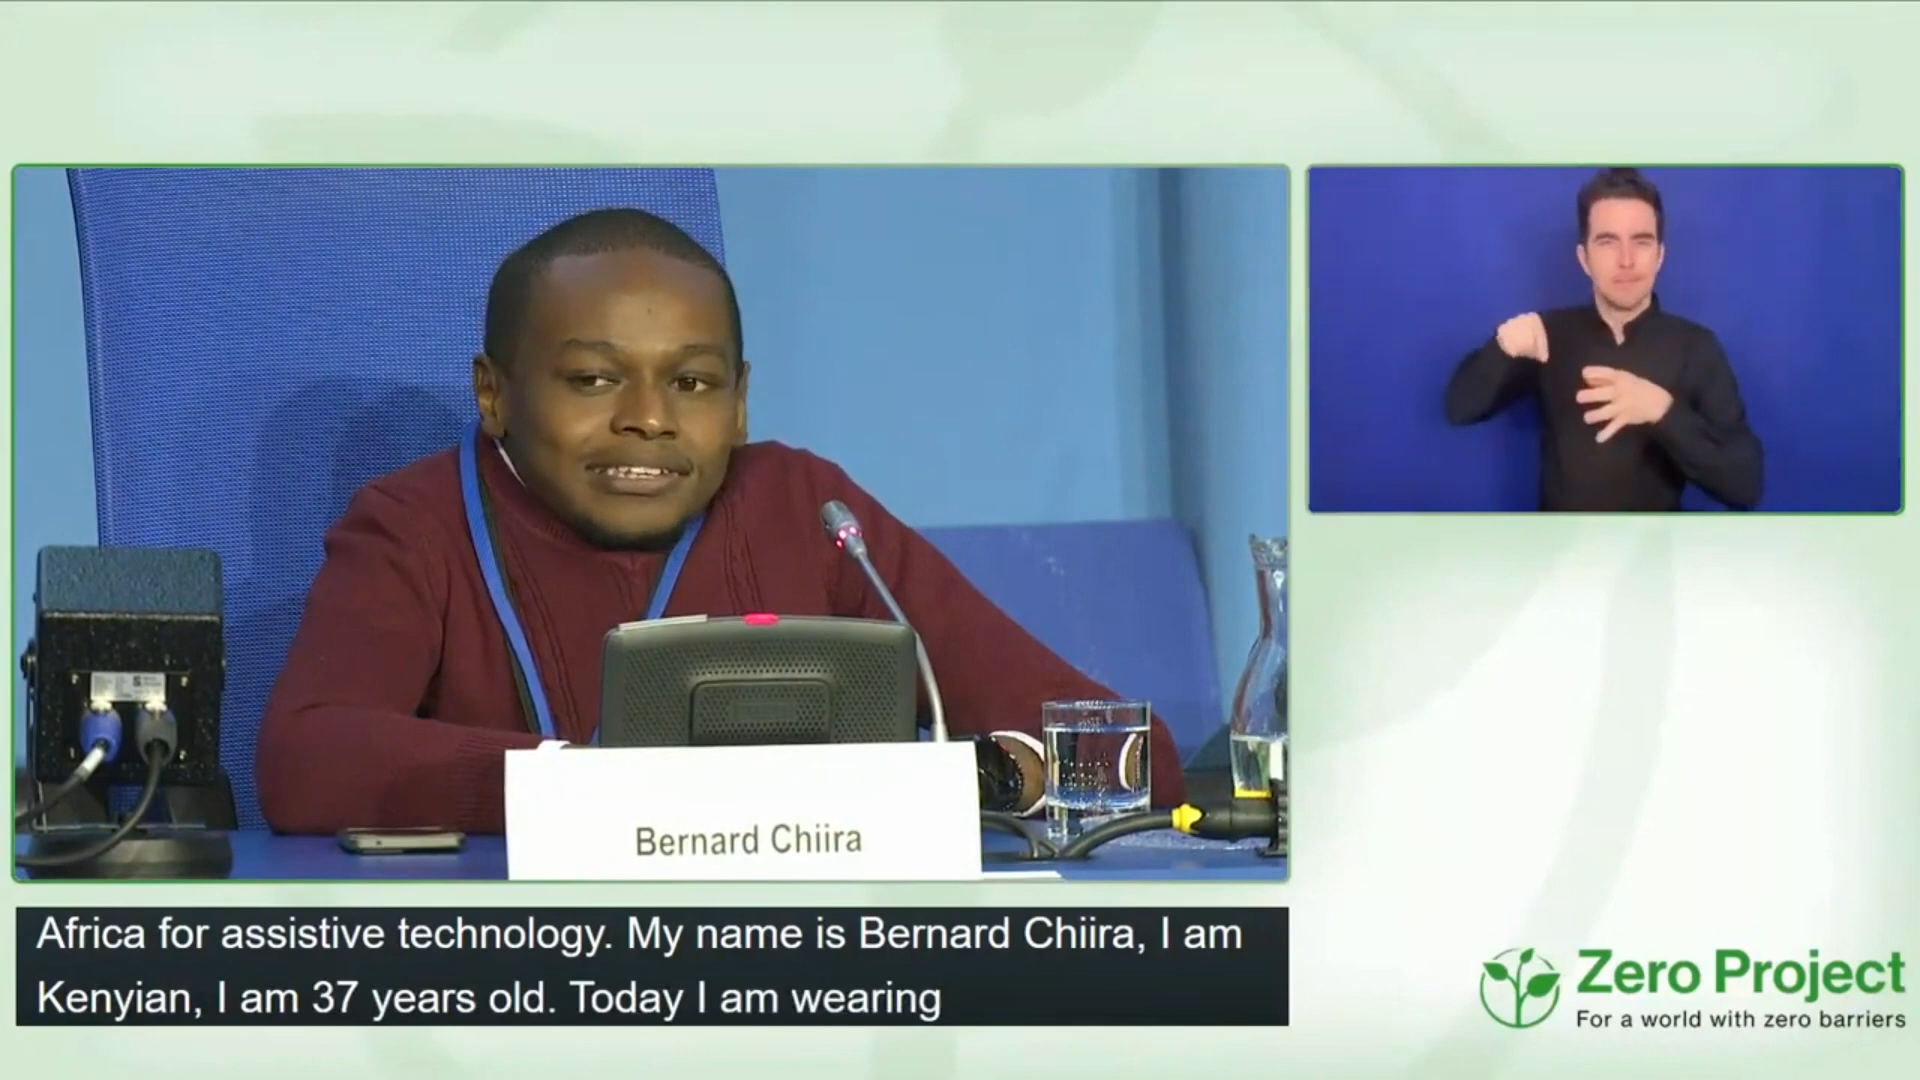 Bernard Chiira
Africa for assistive technology. My name is Bernard Chiira, I am
Kenyian, I am 37 years old. Today I am wearing
Zero Project
For a world with zero barriers